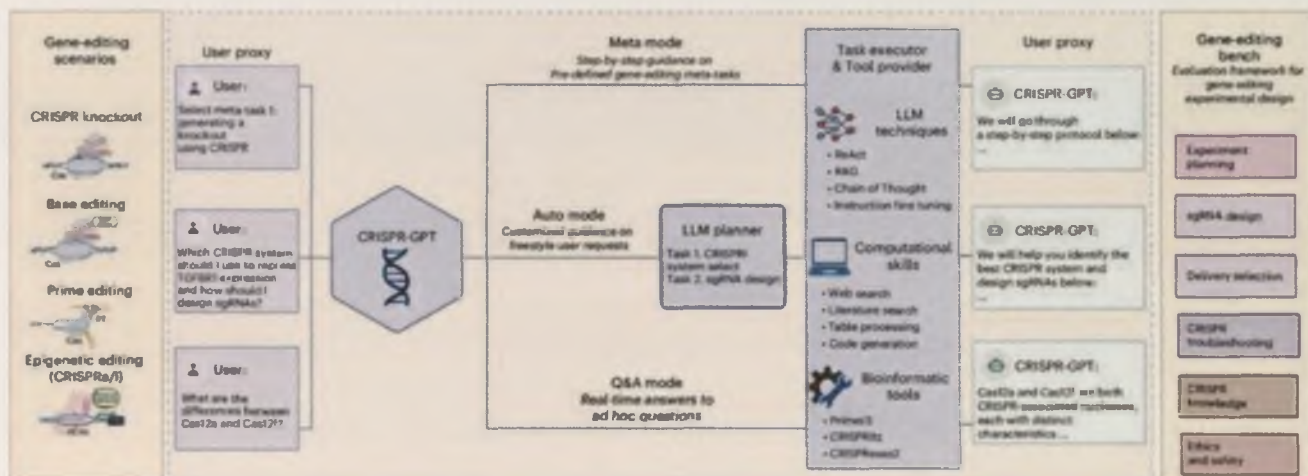 Gene-editing
scenarios
CRISPR knockout
Cas
Base editing
Cas
Prime editing
Cas
Epigenetic editing
(CRISPRa/i)
User proxy
User:
Select meta task 1:
generating a
knockout
using CRISPR
User:
Which CRISPR system
should I use to repress
expression
and how should I
design sgRNAs?
User:
What are the
differences between
Cas12a and Cas12f?
CRISPR-GPT
Meta mode
Step-by-step guidance on
Pre-defined gene-editing meta-tasks
Auto mode
Customized guidance on
freestyle user requests
LLM planner
Task 1. CRISPR
system select
Task 2. sgRNA design
Q&A mode
Real-time answers to
ad hoc questions
Task executor
& Tool provider
LLM
techniques
• ReAct
• RAG
• Chain of Thought
• Instruction fine tuning
Computational
skills
• Web search
• Literature search
• Table processing
• Code generation
Bioinformatic
tools
• Primer3
• CRISPRitz
• CRISPResso2
User proxy
CRISPR-GPT:
We will go through
a step-by-step protocol below:
...
CRISPR-GPT:
We will help you identify the
best CRISPR system and
design sgRNAs below:
...
CRISPR-GPT:
Cas12a and Cas12f are both
CRISPR-associated
each with distinct
characteristics ...
Gene-editing
bench
Evaluation framework for
gene editing
experimental design
Experiment
planning
sgRNA design
Delivery selection
CRISPR
troubleshooting
CRISPR
knowledge
Ethics
and safety